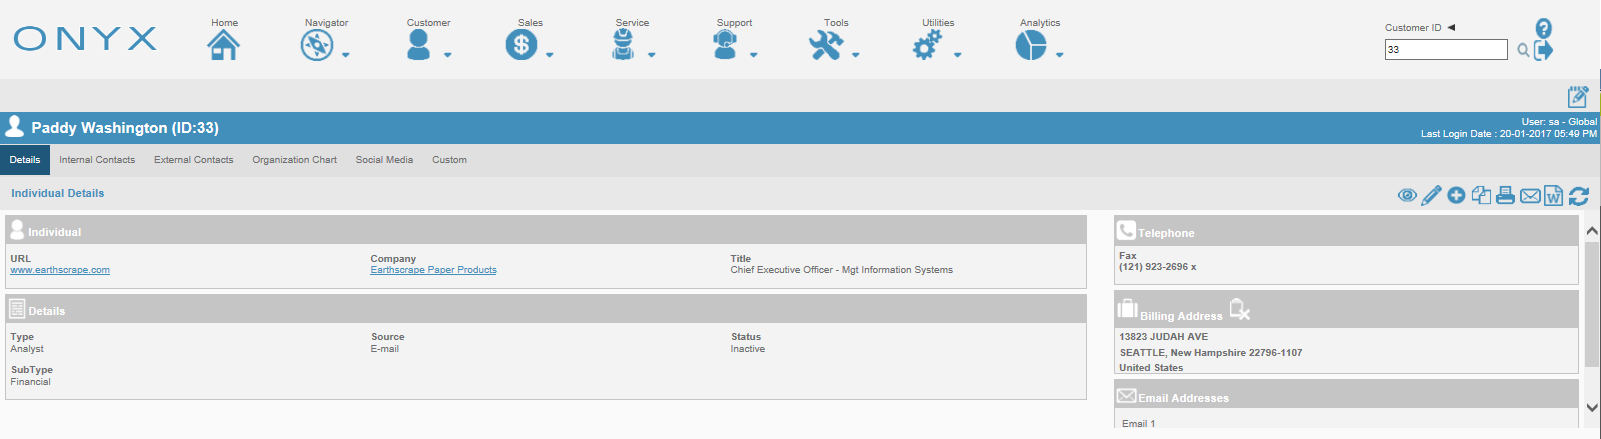 ONYX
Home
Navigator
Customer
Sales
Service
Support
Tools
Utilities
Analytics
Customer ID
33
Paddy Washington (ID:33)
User: sa - Global
Last Login Date : 20-01-2017 05:49 PM
Details
Internal Contacts
External Contacts
Organization Chart
Social Media
Custom
Individual Details
Individual
URL
www.earthscrape.com
Company
Earthscrape Paper Products
Title
Chief Executive Officer - Mgt Information Systems
Details
Type
Analyst
Source
E-mail
Status
Inactive
SubType
Financial
Telephone
Fax
(121) 923-2696 x
Billing Address
13823 JUDAH AVE
SEATTLE, New Hampshire 22796-1107
United States
Email Addresses
Email 1